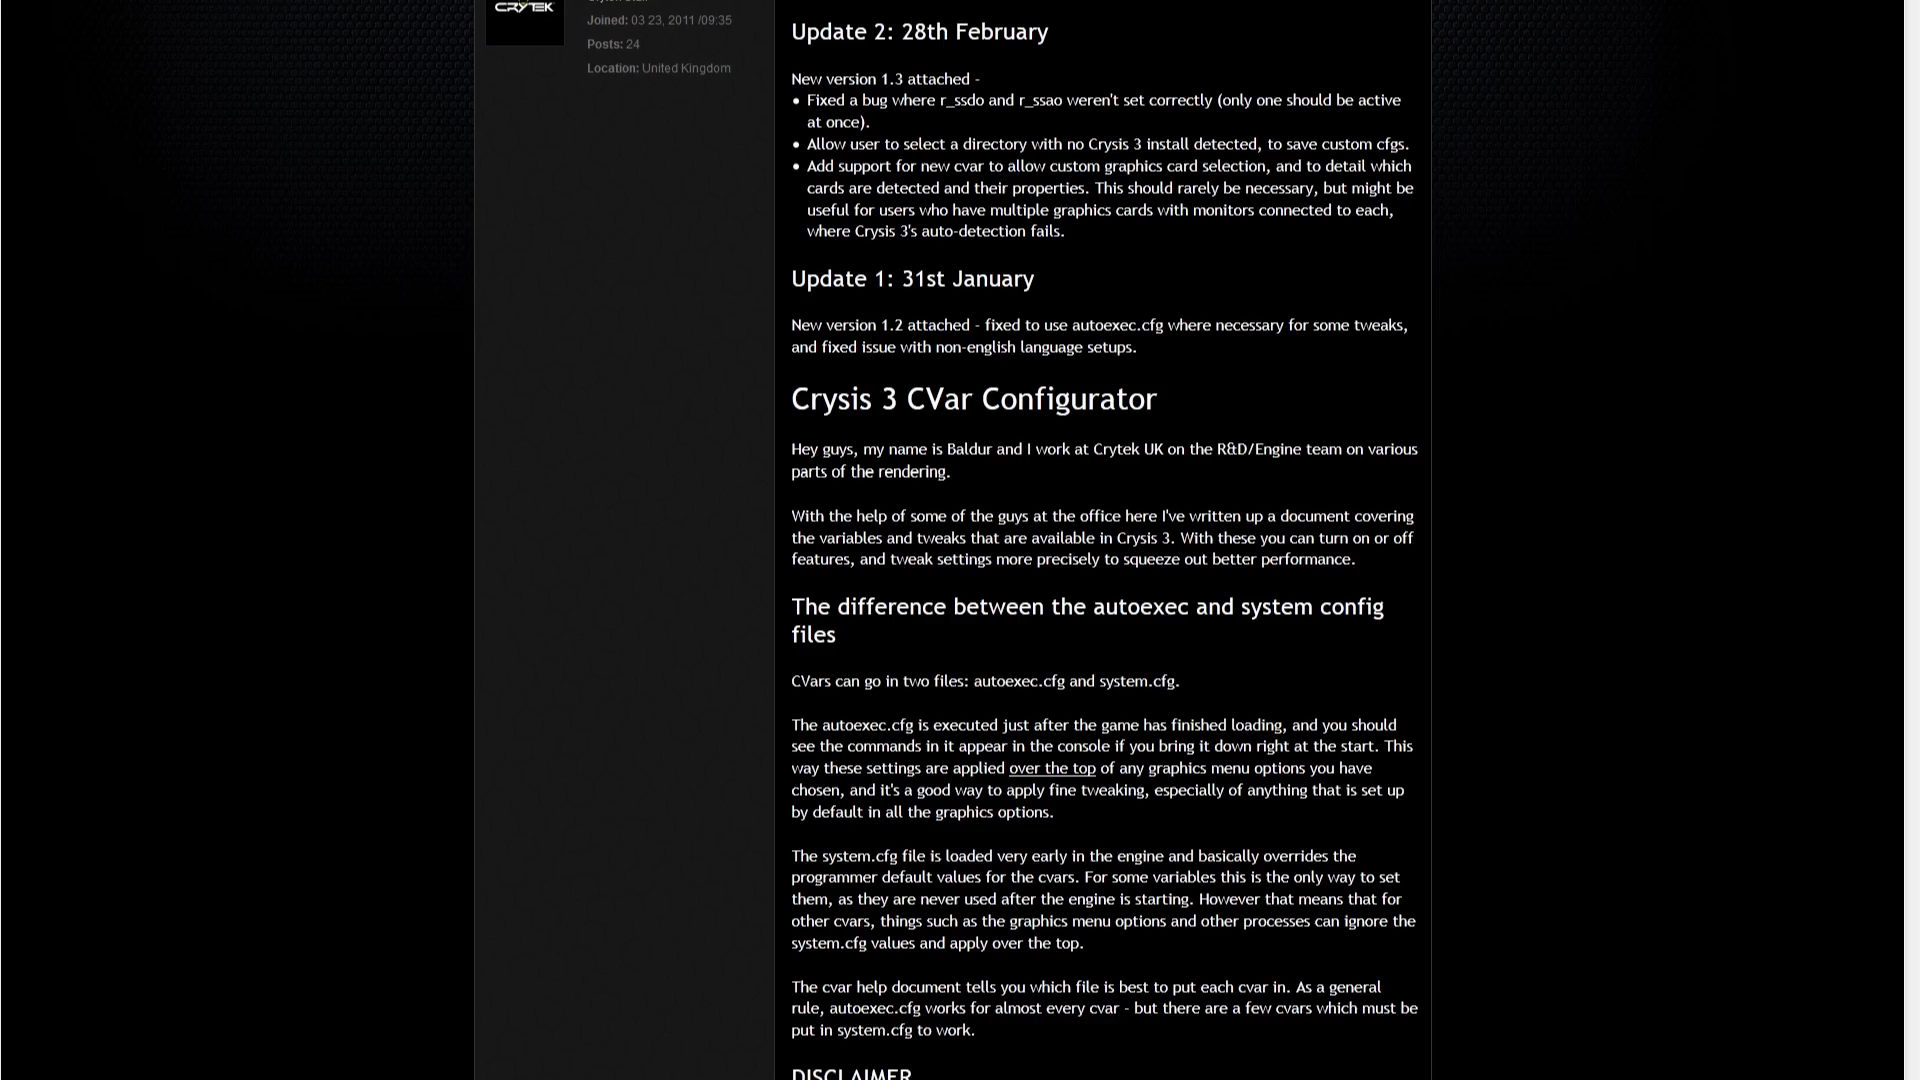 CRYTEK
Joined: 03 23, 2011 /09:35
Posts: 24
Location: United Kingdom
Update 2: 28th February
New version 1.3 attached -
• Fixed a bug where r_ssdo and r_ssao weren't set correctly (only one should be active
at once).
• Allow user to select a directory with no Crysis 3 install detected, to save custom cfgs.
• Add support for new cvar to allow custom graphics card selection, and to detail which
cards are detected and their properties. This should rarely be necessary, but might be
useful for users who have multiple graphics cards with monitors connected to each,
where Crysis 3's auto-detection fails.
Update 1: 31st January
New version 1.2 attached - fixed to use autoexec.cfg where necessary for some tweaks,
and fixed issue with non-english language setups.
Crysis 3 CVar Configurator
Hey guys, my name is Baldur and I work at Crytek UK on the R&D/Engine team on various
parts of the rendering.
With the help of some of the guys at the office here I've written up a document covering
the variables and tweaks that are available in Crysis 3. With these you can turn on or off
features, and tweak settings more precisely to squeeze out better performance.
The difference between the autoexec and system config
files
CVars can go in two files: autoexec.cfg and system.cfg.
The autoexec.cfg is executed just after the game has finished loading, and you should
see the commands in it appear in the console if you bring it down right at the start. This
way these settings are applied over the top of any graphics menu options you have
chosen, and it's a good way to apply fine tweaking, especially of anything that is set up
by default in all the graphics options.
The system.cfg file is loaded very early in the engine and basically overrides the
programmer default values for the cvars. For some variables this is the only way to set
them, as they are never used after the engine is starting. However that means that for
other cvars, things such as the graphics menu options and other processes can ignore the
system.cfg values and apply over the top.
The cvar help document tells you which file is best to put each cvar in. As a general
rule, autoexec.cfg works for almost every cvar - but there are a few cvars which must be
put in system.cfg to work.
DISCLAIMER